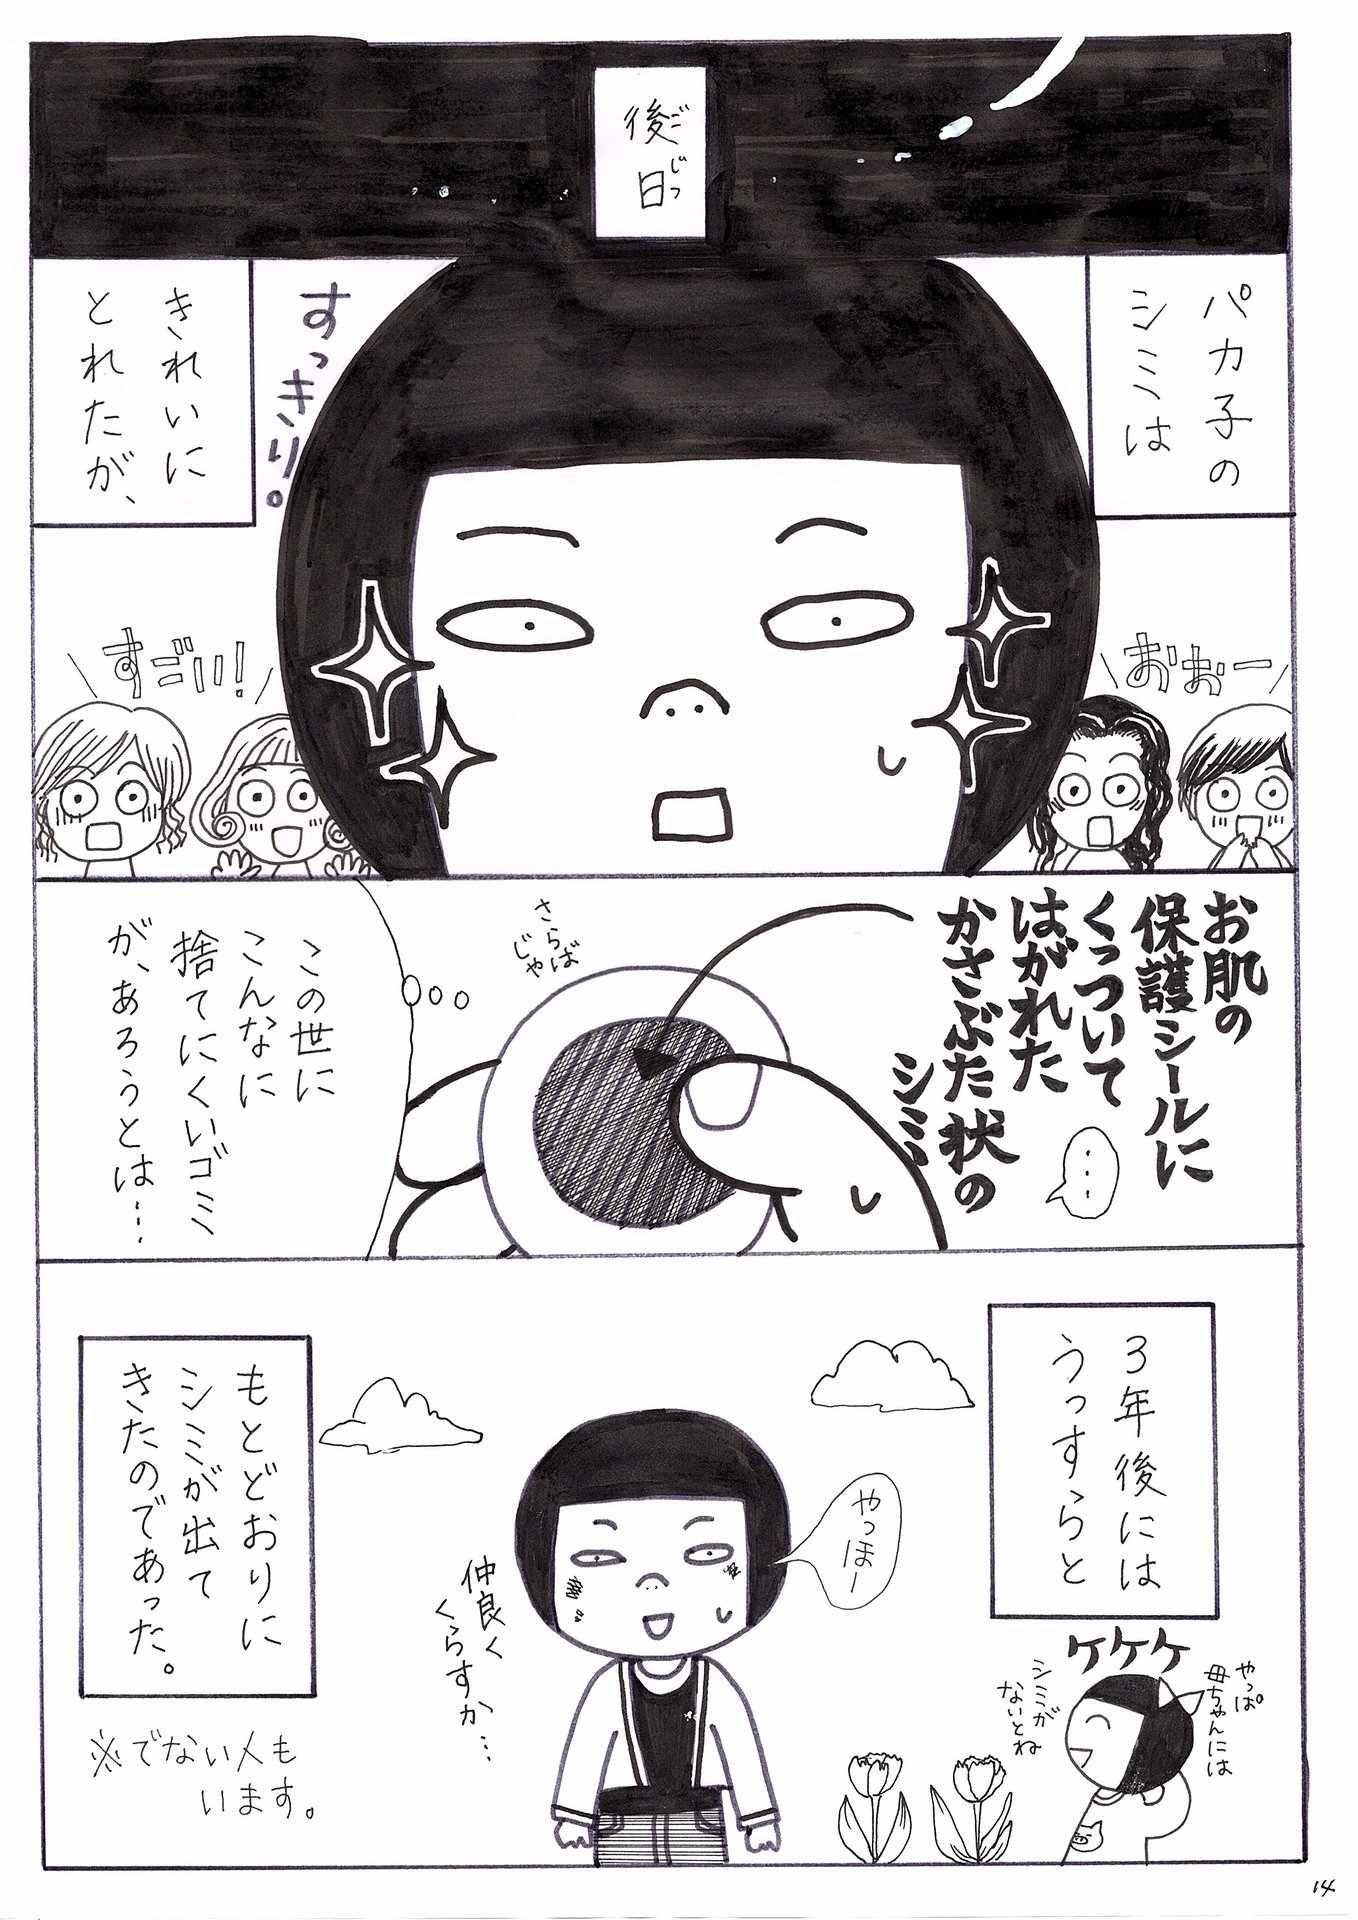 後日
ごじつ
パカ子の
シミは
きれいに
とれたが、
すっきり。
おぉー
すごい!
お肌の
保護シールに
くっついて
はがれた
かさぶた状の
シミ
…
さらば
じゃ
この世に
こんなに
捨てにくいゴミ
が、あろうとは…
3年後には
うっすらと
やっほー
仲良く
くらすか…
ケケケ
やっぱ
母ちゃんには
シミが
ないとね
もとどおりに
シミが出て
きたのであった。
※でない人も
います。
14